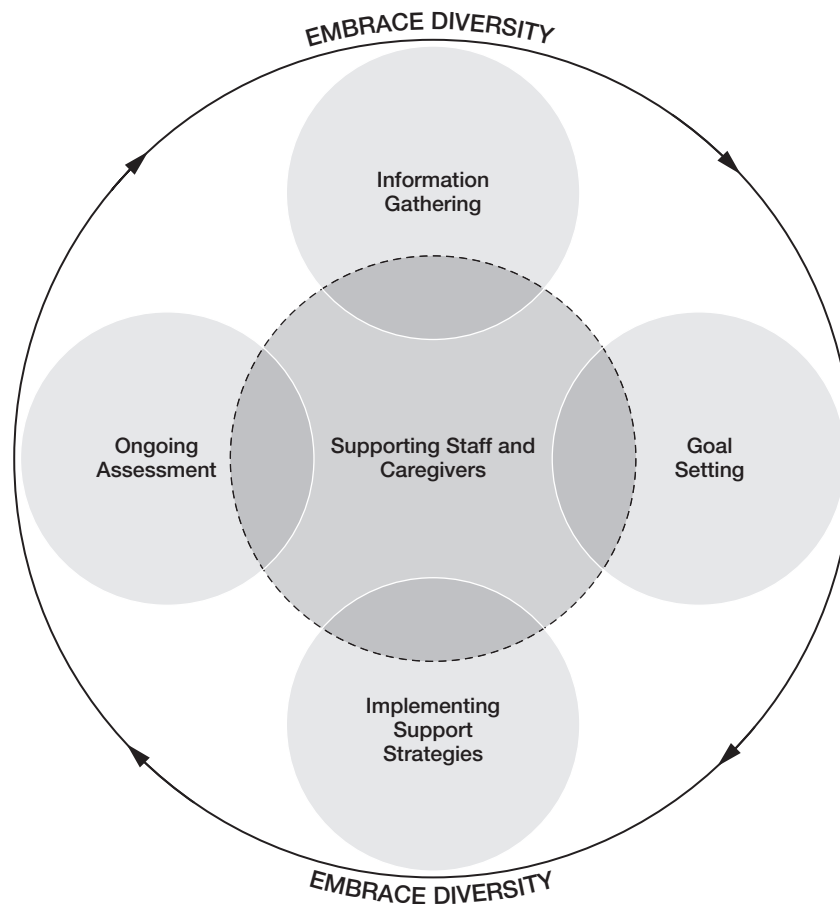 EMBRACE DIVERSITY
Information
Gathering
Ongoing
Assessment
Supporting Staff and
Caregivers
Goal
Setting
Implementing
Support
Strategies
EMBRACE DIVERSITY